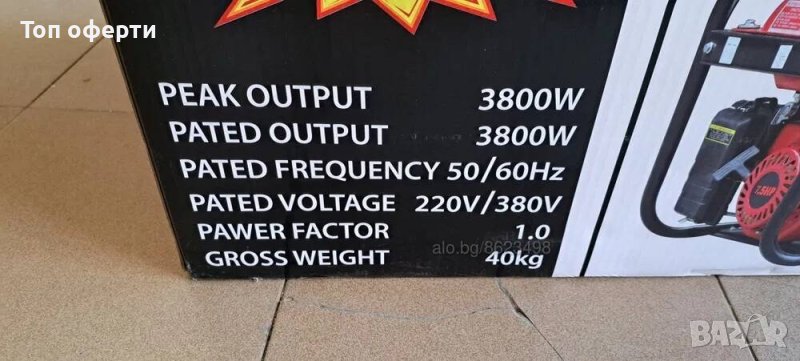 Топ оферти
PEAK OUTPUT 3800W
PATED OUTPUT 3800W
PATED FREQUENCY 50/60Hz
PATED VOLTAGE 220V/380V
PAWER FACTOR 1.0
alo.bg/8623498
GROSS WEIGHT 40kg
7.5HP
BAZAR